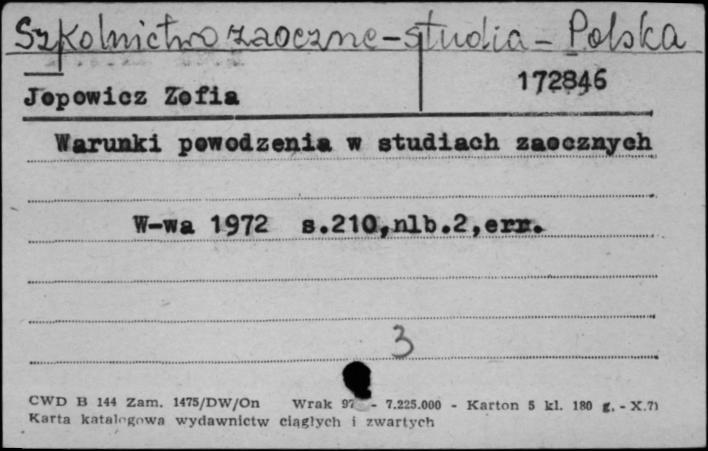 Szkolnictwo zaoczne - studia - Polska
172846
Jopowicz Zofia
Warunki powodzenia w studiach zaocznych
W-wa 1972 s.210,nlb.2,err.
3
CWD B 144 Zam. 1475/DW/On Wrak - 7.225.000 - Karton 5 kl. 180 g. - X.71
Karta katalogowa wydawnictw ciągłych i zwartych